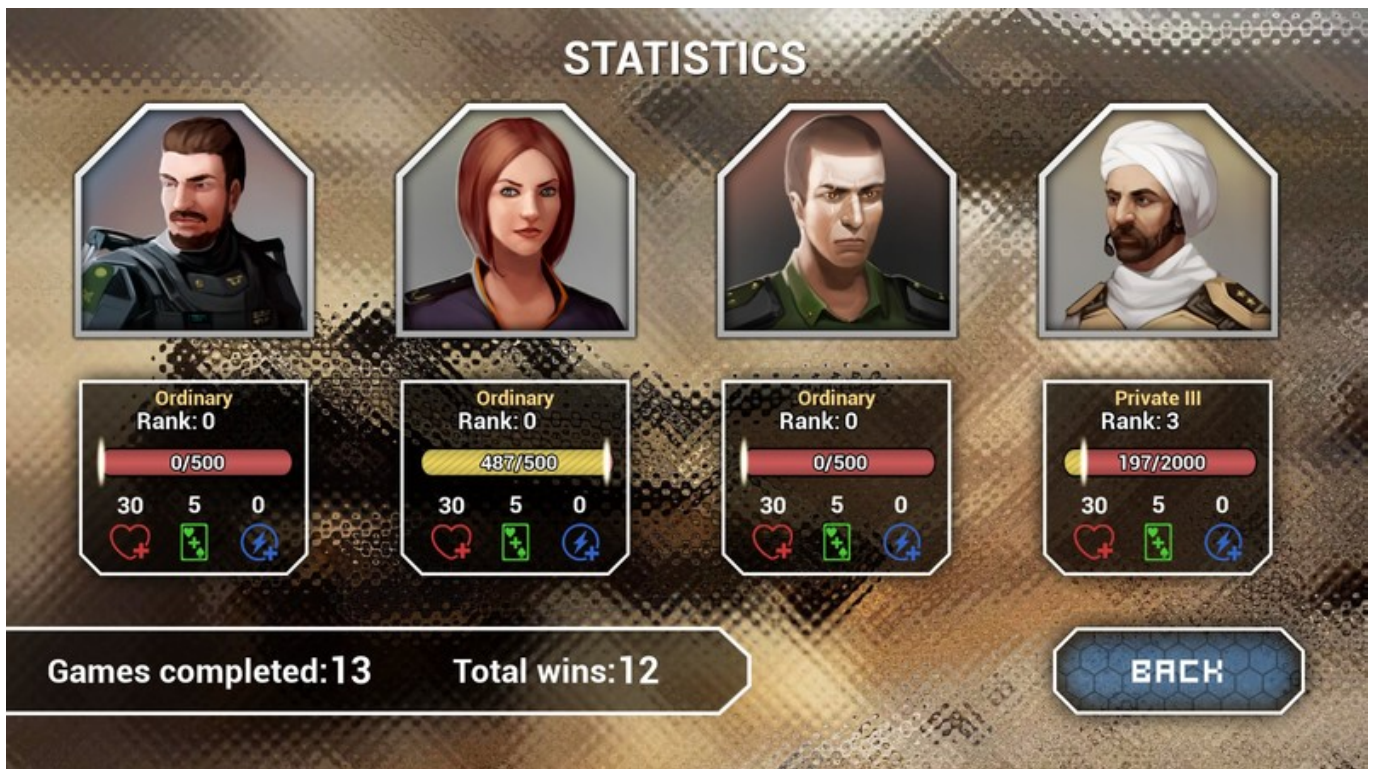 STATISTICS
Ordinary
Rank: 0
0/500
30 5 0
Ordinary
Rank: 0
487/500
30 5 0
Ordinary
Rank: 0
0/500
30 5 0
Private III
Rank: 3
197/2000
30 5 0
Games completed:13 Total wins:12
BACK